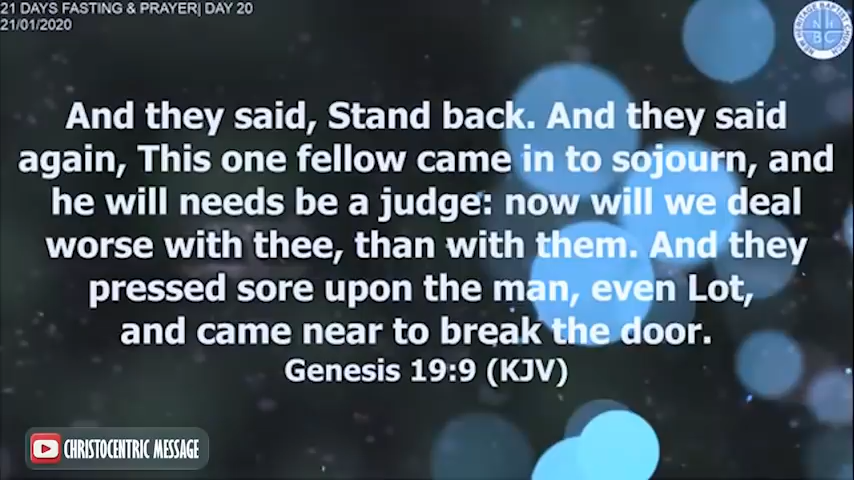 21 DAYS FASTING & PRAYER| DAY 20
21/01/2020
And they said, Stand back. And they said
again, This one fellow came in to sojourn, and
he will needs be a judge: now will we deal
worse with thee, than with them. And they
pressed sore upon the man, even Lot,
and came near to break the door.
Genesis 19:9 (KJV)
CHRISTOCENTRIC MESSAGE